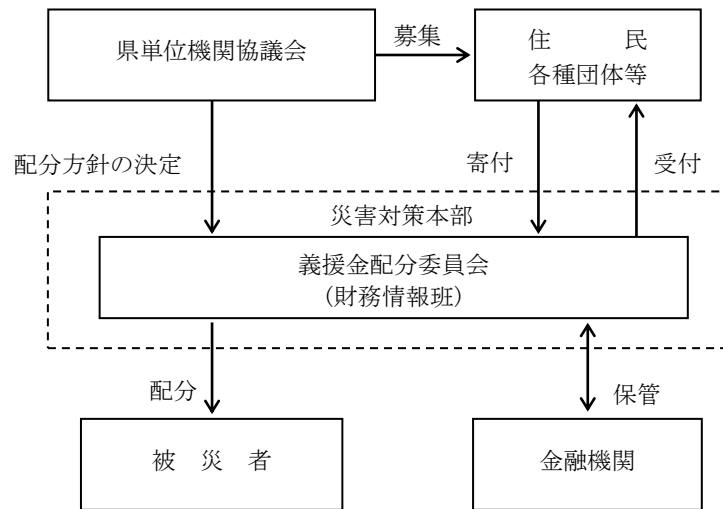 県単位機関協議会
募集
住　　民
各種団体等
配分方針の決定
寄付
受付
災害対策本部
義援金配分委員会
（財務情報班）
配分
保管
被　災　者
金融機関